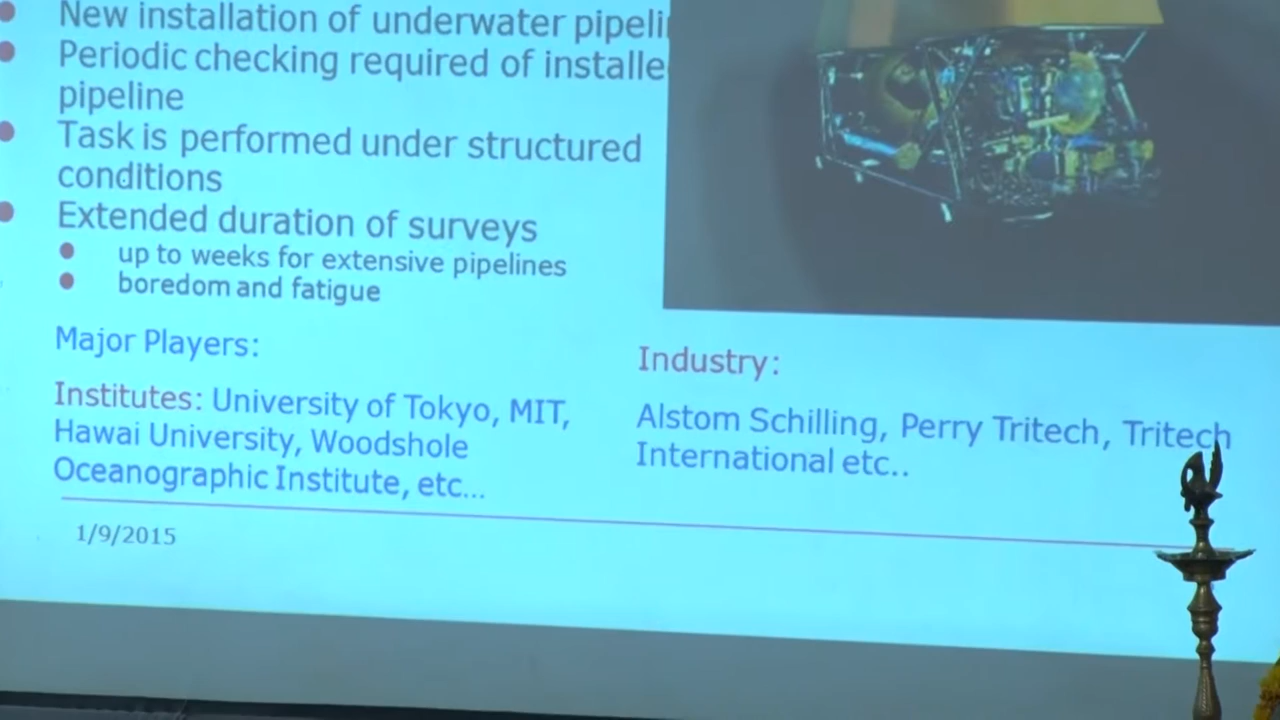 New installation of underwater pipeli
Periodic checking required of installe
pipeline
Task is performed under structured
conditions
Extended duration of surveys
up to weeks for extensive pipelines
boredom and fatigue
Major Players:
Institutes: University of Tokyo, MIT,
Hawai University, Woodshole
Oceanographic Institute, etc...
Industry:
Alstom Schilling, Perry Tritech, Tritech
International etc..
1/9/2015